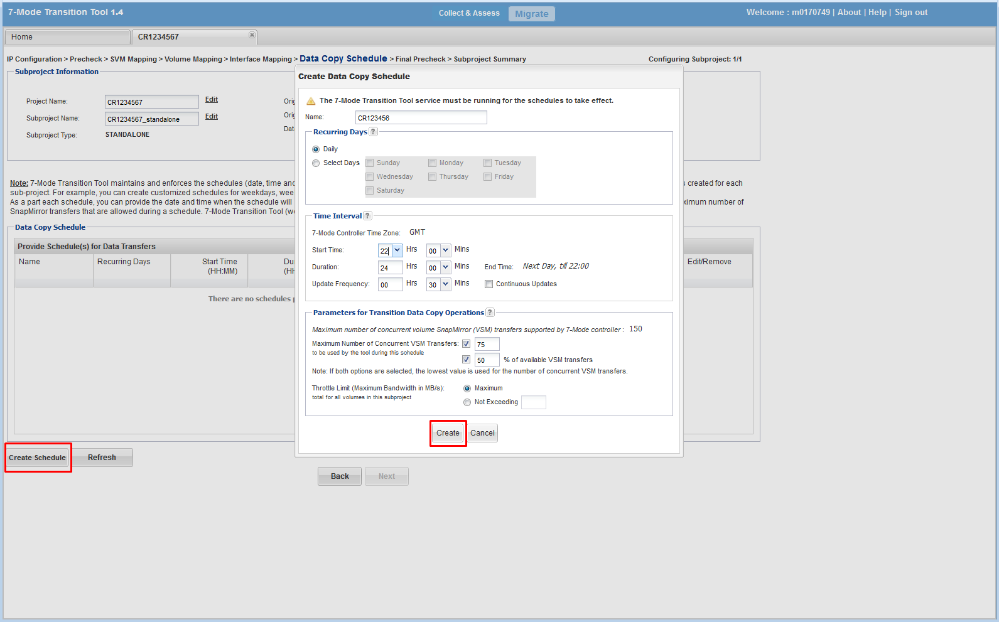 7-Mode Transition Tool 1.4
Collect & Assess
Migrate
Welcome : m0170749 | About | Help | Sign out
Home
CR1234567
IP Configuration > Precheck > SVM Mapping > Volume Mapping > Interface Mapping > Data Copy Schedule > Final Precheck > Subproject Summary
Configuring Subproject: 1/1
Subproject Information
Project Name:
CR1234567
Edit
Subproject Name:
CR1234567_standalone
Edit
Subproject Type:
STANDALONE
Orig
Orig
Data
Note: 7-Mode Transition Tool maintains and enforces the schedules (date, time and
s created for each
sub-project. For example, you can create customized schedules for weekdays, wee
As a part each schedule, you can provide the date and time when the schedule will
ximum number of
SnapMirror transfers that are allowed during a schedule. 7-Mode Transition Tool (w
Data Copy Schedule
Provide Schedule(s) for Data Transfers
Name
Recurring Days
Start Time
(HH:MM)
Du
(HH
Edit/Remove
There are no schedules p
Create Schedule
Refresh
Back
Next
Create Data Copy Schedule
The 7-Mode Transition Tool service must be running for the schedules to take effect.
Name:
CR123456
Recurring Days ?
Daily
Select Days
Sunday
Monday
Tuesday
Wednesday
Thursday
Friday
Saturday
Time Interval ?
7-Mode Controller Time Zone: GMT
Start Time:
22
Hrs
00
Mins
Duration:
24
Hrs
00
Mins
End Time: Next Day, till 22:00
Update Frequency:
00
Hrs
30
Mins
Continuous Updates
Parameters for Transition Data Copy Operations ?
Maximum number of concurrent volume SnapMirror (VSM) transfers supported by 7-Mode controller : 150
Maximum Number of Concurrent VSM Transfers:
75
to be used by the tool during this schedule
50
% of available VSM transfers
Note: If both options are selected, the lowest value is used for the number of concurrent VSM transfers.
Throttle Limit (Maximum Bandwidth in MB/s):
Maximum
total for all volumes in this subproject
Not Exceeding
Create
Cancel